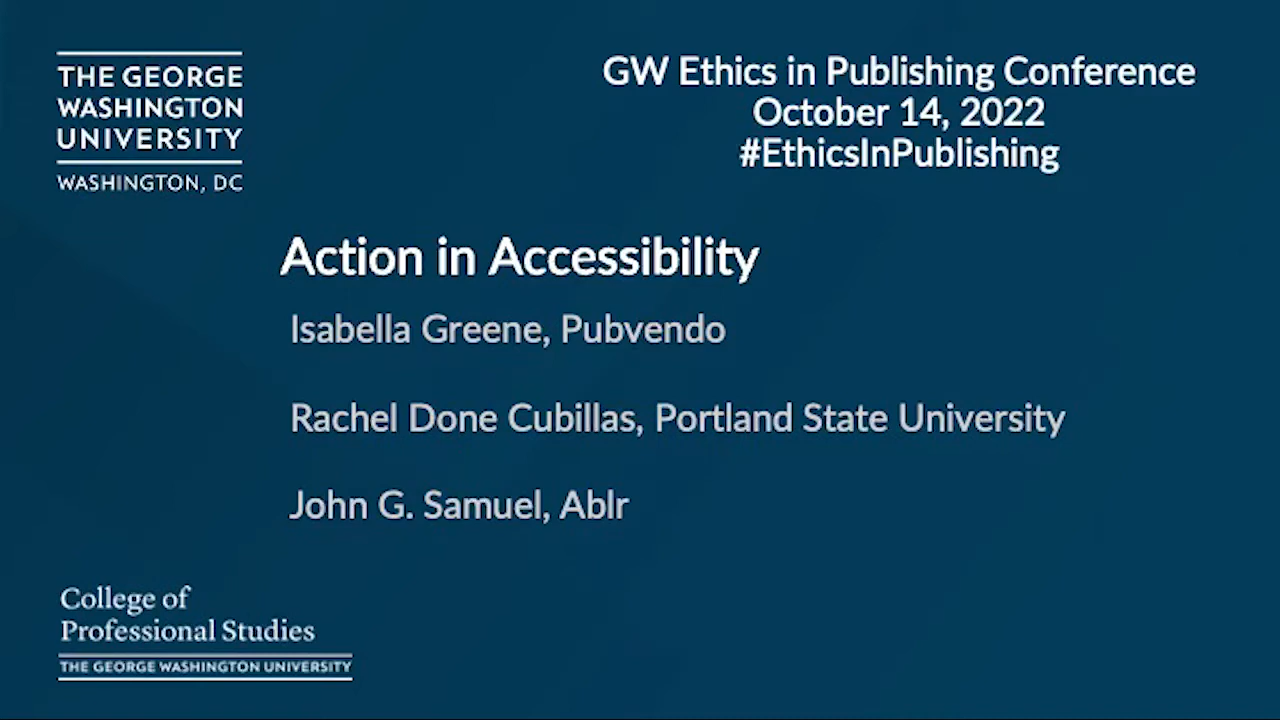 THE GEORGE
WASHINGTON
UNIVERSITY
WASHINGTON, DC
GW Ethics in Publishing Conference
October 14, 2022
#EthicsInPublishing
Action in Accessibility
Isabella Greene, Pubvendo
Rachel Done Cubillas, Portland State University
John G. Samuel, Ablr
College of
Professional Studies
THE GEORGE WASHINGTON UNIVERSITY